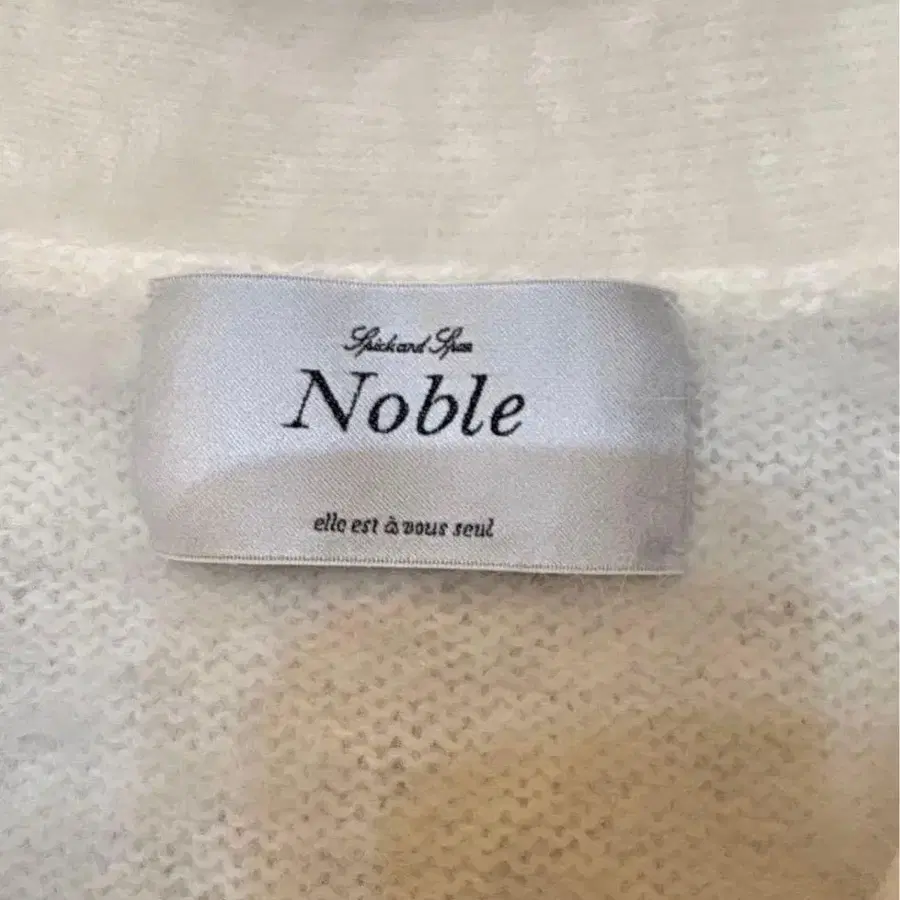 Spick and Span
Noble
elle est à vous seul